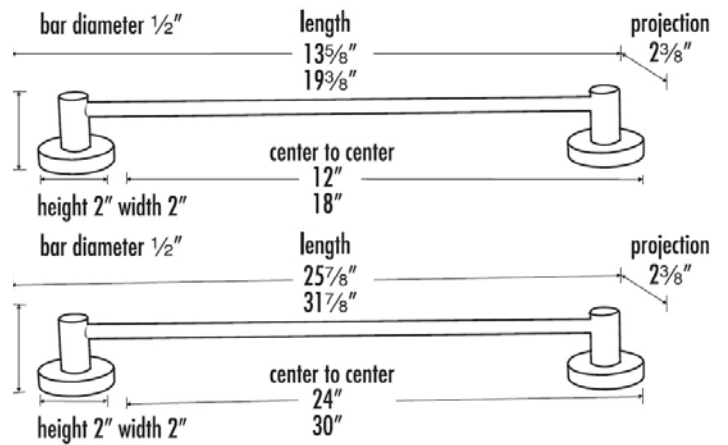 bar diameter ½" length projection
13⅝" 2⅜"
19⅜"
center to center
12"
height 2" width 2" 18"
bar diameter ½" length projection
25⅞" 2⅜"
31⅞"
center to center
24"
height 2" width 2" 30"